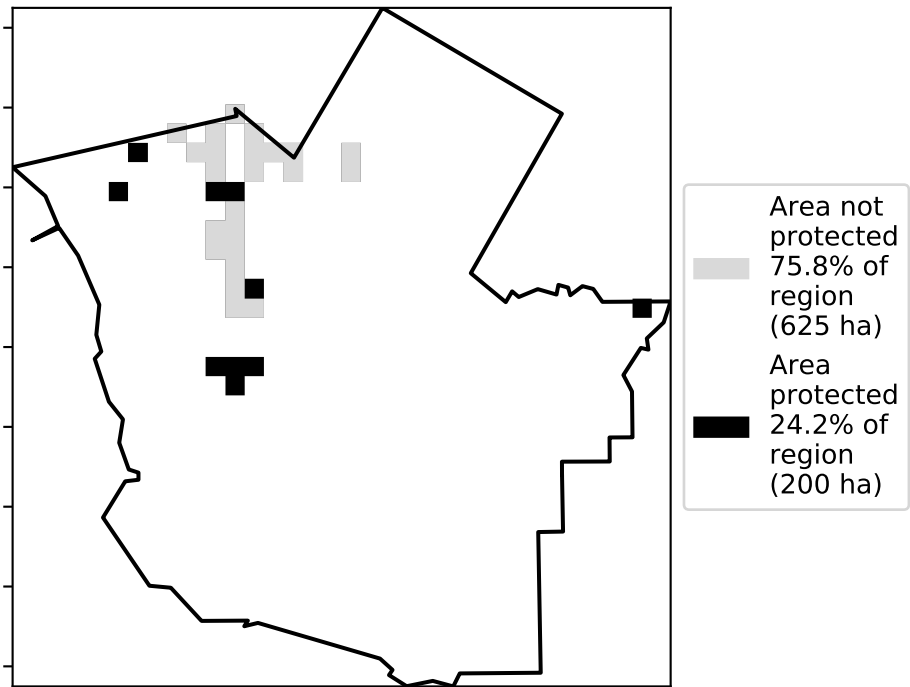 Area not
protected
75.8% of
region
(625 ha)
Area
protected
24.2% of
region
(200 ha)